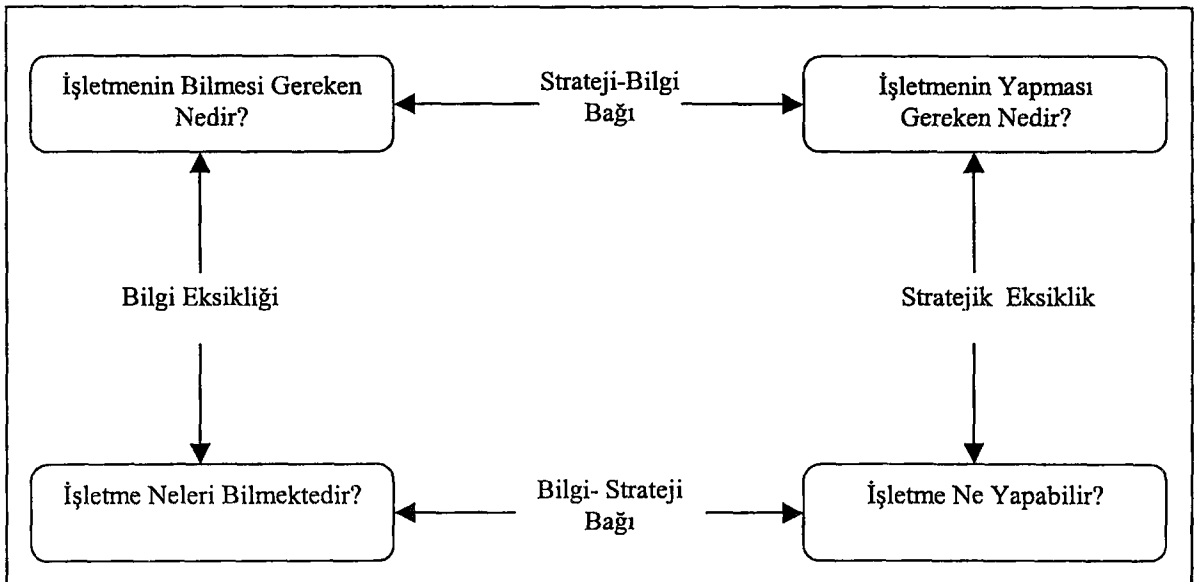 İşletmenin Bilmesi Gereken
Nedir?
Strateji-Bilgi
Bağı
İşletmenin Yapması
Gereken Nedir?
Bilgi Eksikliği
Stratejik Eksiklik
İşletme Neleri Bilmektedir?
Bilgi- Strateji
Bağı
İşletme Ne Yapabilir?